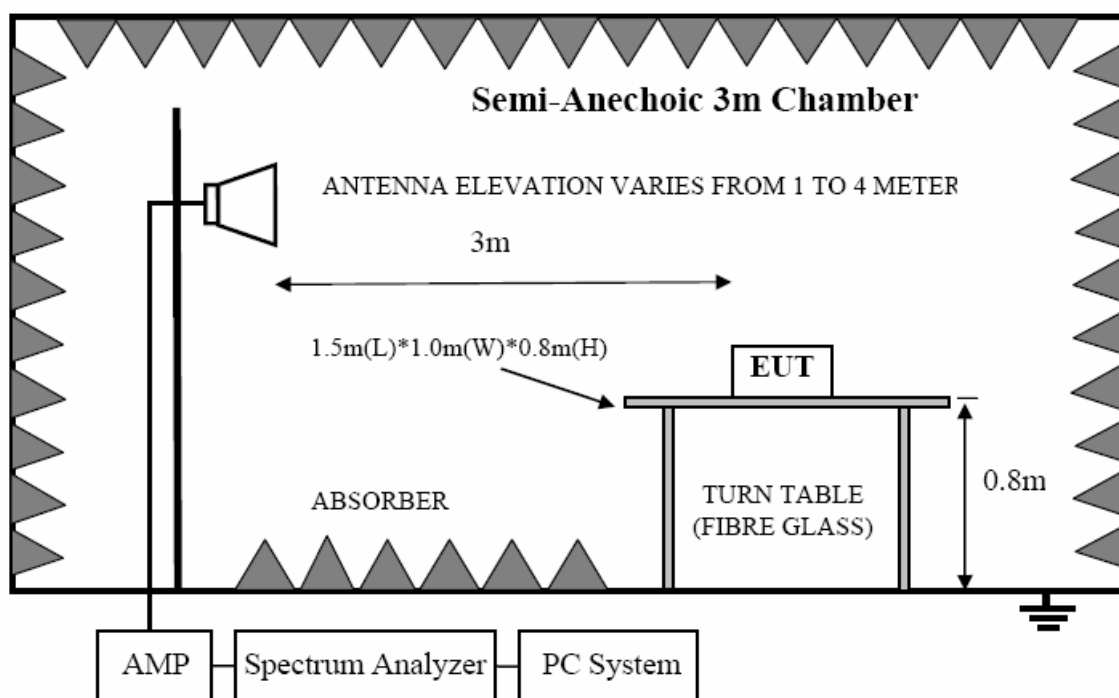 Semi-Anechoic 3m Chamber
ANTENNA ELEVATION VARIES FROM 1 TO 4 METER
3m
1.5m(L)*1.0m(W)*0.8m(H)
EUT
ABSORBER
TURN TABLE
(FIBRE GLASS)
0.8m
AMP
Spectrum Analyzer
PC System